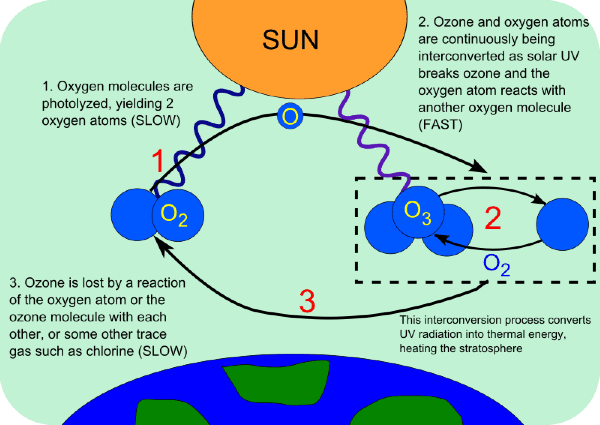 SUN
1. Oxygen molecules are
photolyzed, yielding 2
oxygen atoms (SLOW)
2. Ozone and oxygen atoms
are continuously being
interconverted as solar UV
breaks ozone and the
oxygen atom reacts with
another oxygen molecule
(FAST)
O
1
O2
O3
2
O2
3. Ozone is lost by a reaction
of the oxygen atom or the
ozone molecule with each
other, or some other trace
gas such as chlorine (SLOW)
3
This interconversion process converts
UV radiation into thermal energy,
heating the stratosphere